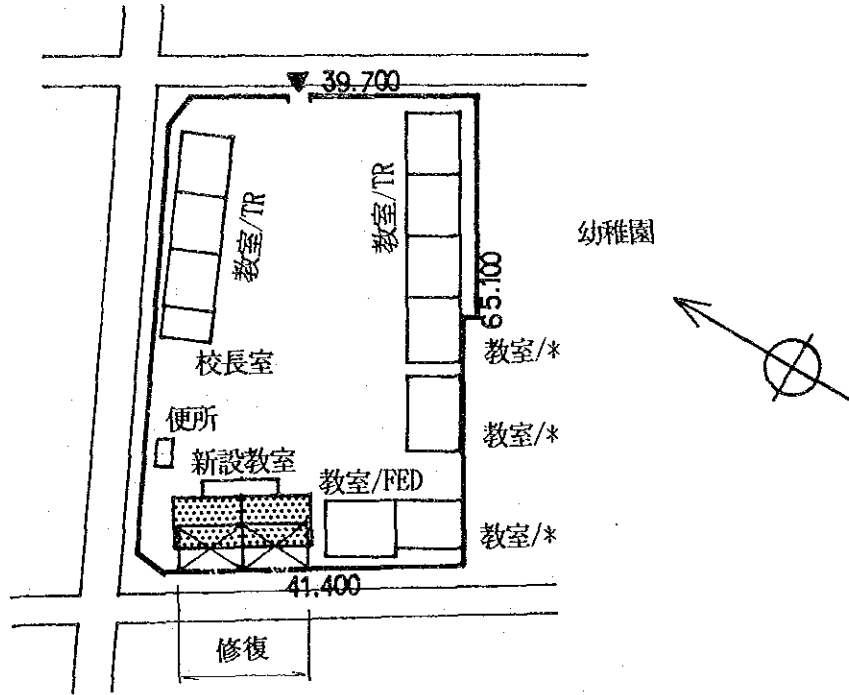 39.700
教室/TR
教室/TR
幼稚園
65.100
教室/*
校長室
便所
教室/*
新設教室
教室/FED
教室/*
41.400
修復